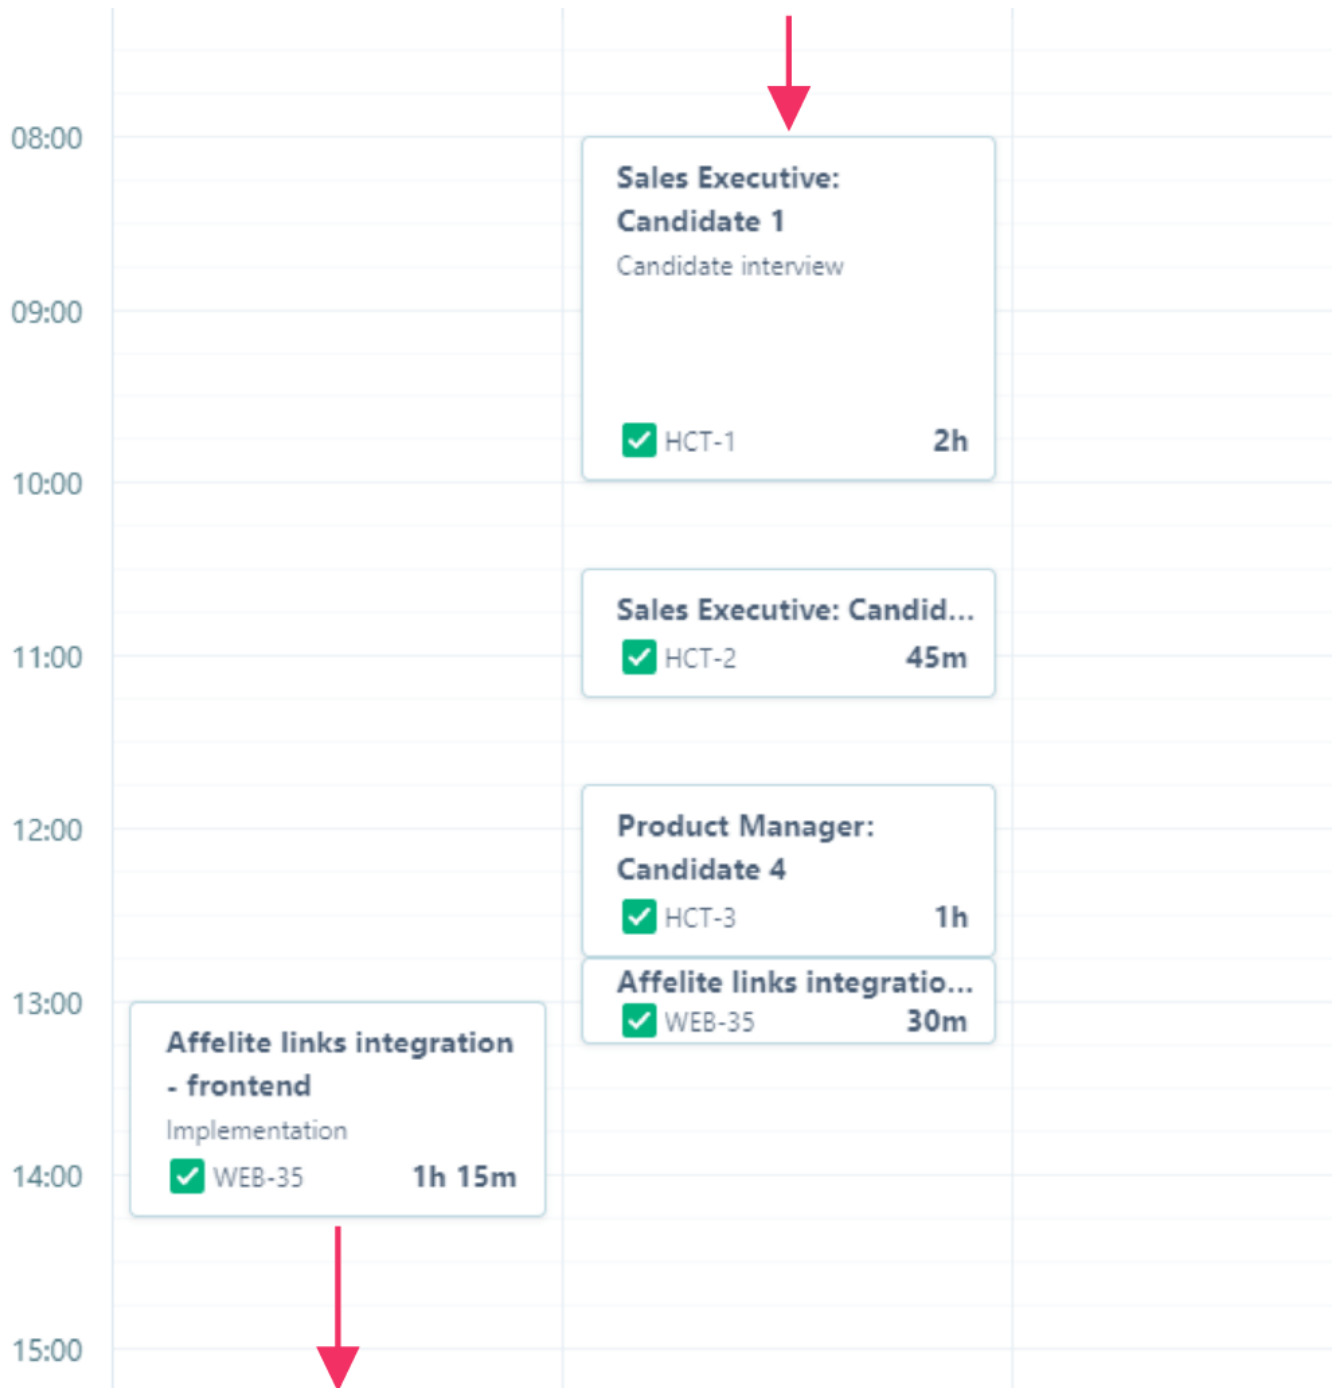 08:00
09:00
10:00
11:00
12:00
13:00
14:00
15:00
Affelite links integration
- frontend
Implementation
WEB-35 1h 15m
Sales Executive:
Candidate 1
Candidate interview
HCT-1 2h
Sales Executive: Candid...
HCT-2 45m
Product Manager:
Candidate 4
HCT-3 1h
Affelite links integratio...
WEB-35 30m